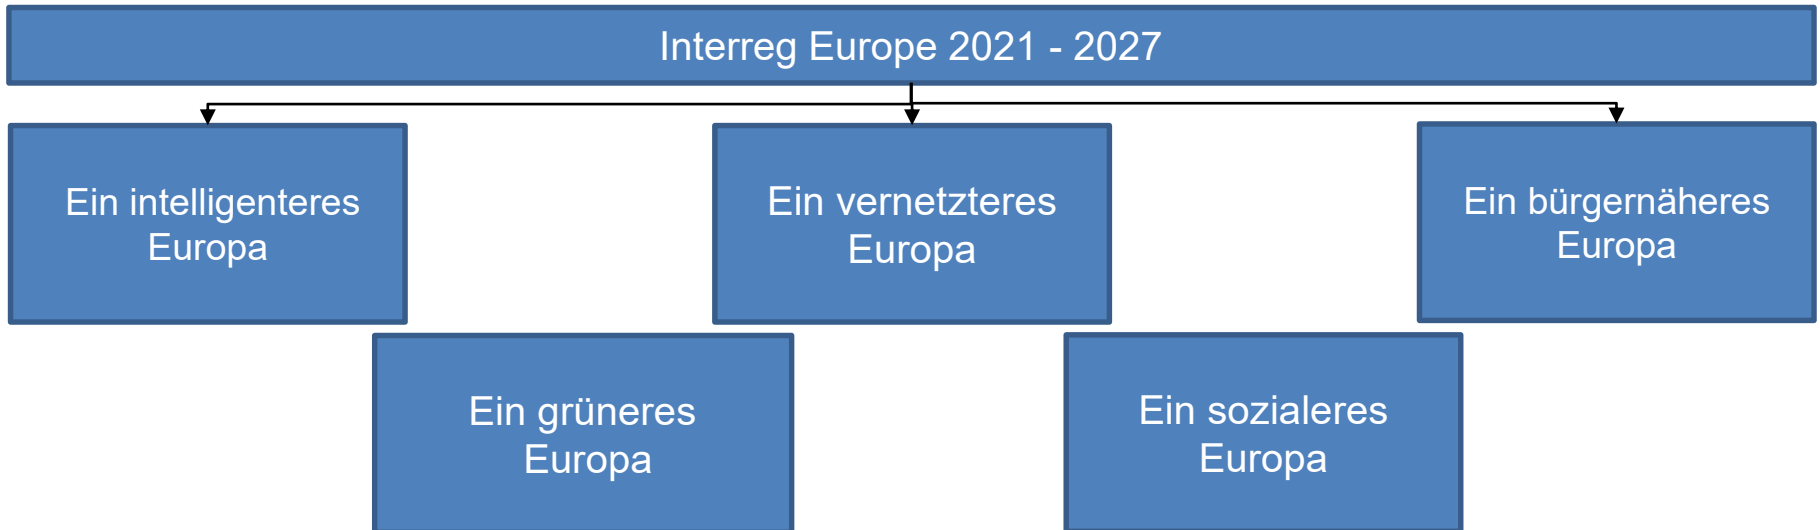 Interreg Europe 2021 - 2027
Ein intelligenteres
Europa
Ein vernetzteres
Europa
Ein bürgernäheres
Europa
Ein grüneres
Europa
Ein sozialeres
Europa